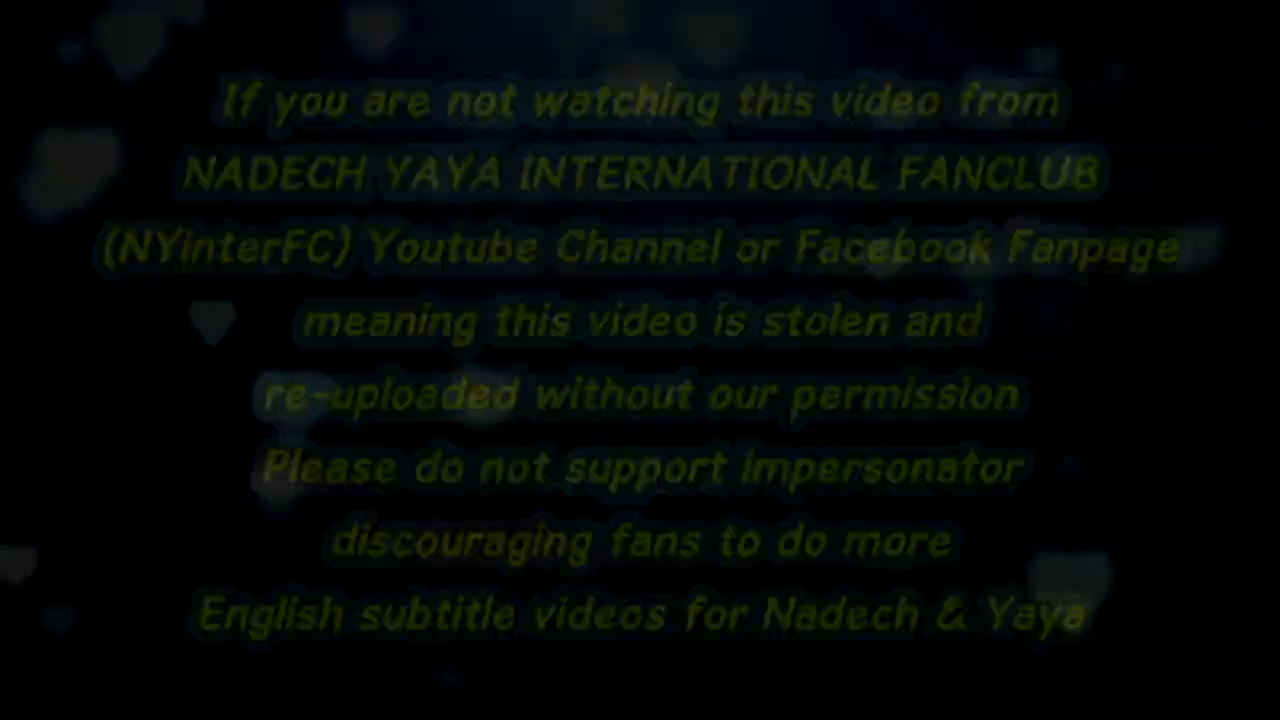 If you are not watching this video from
NADECH YAYA INTERNATIONAL FANCLUB
(NYinterFC) Youtube Channel or Facebook Fanpage
meaning this video is stolen and
re-uploaded without our permission
Please do not support impersonator
discouraging fans to do more
English subtitle videos for Nadech & Yaya